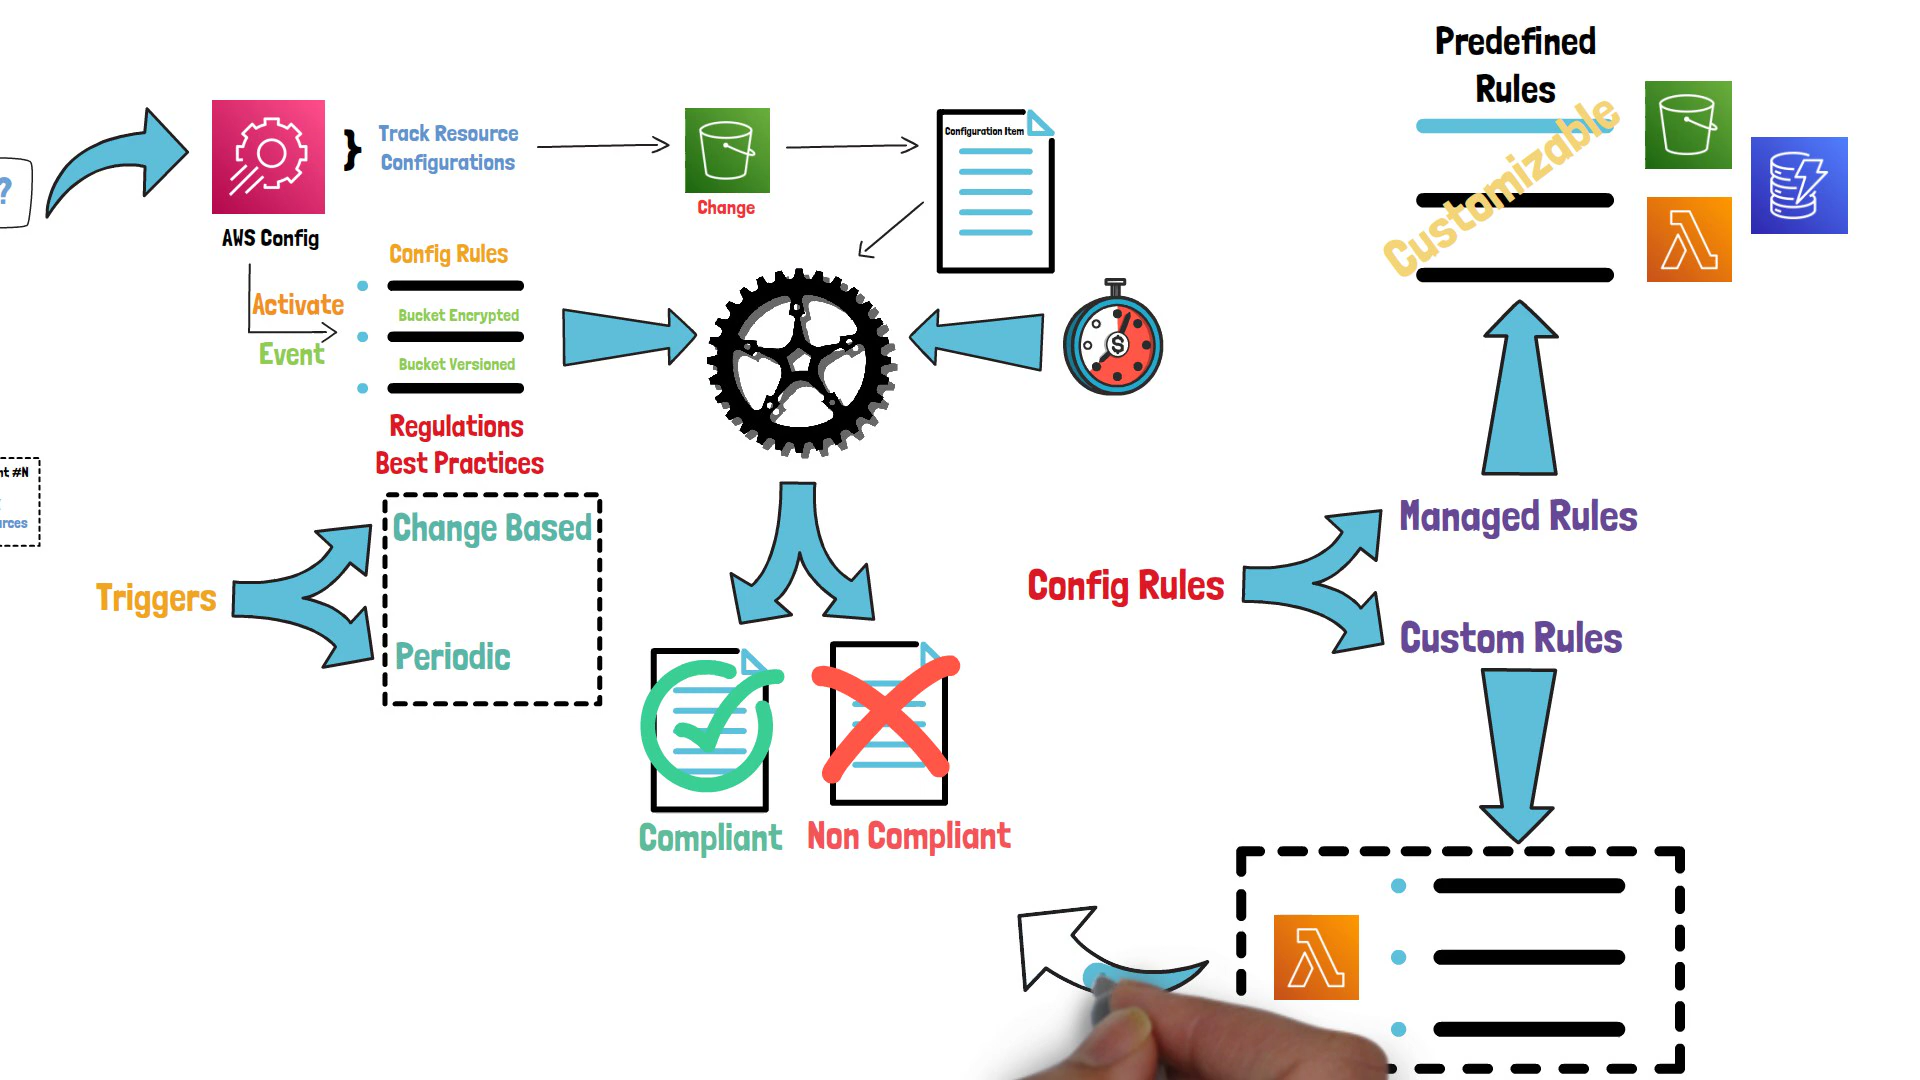 Predefined
Rules
Customizable
?
AWS Config
}
Track Resource
Configurations
Change
Configuration Item
Activate
Event
Config Rules
Bucket Encrypted
Bucket Versioned
Regulations
Best Practices
$
#N
Triggers
Change Based
Periodic
Compliant
Non Compliant
Config Rules
Managed Rules
Custom Rules